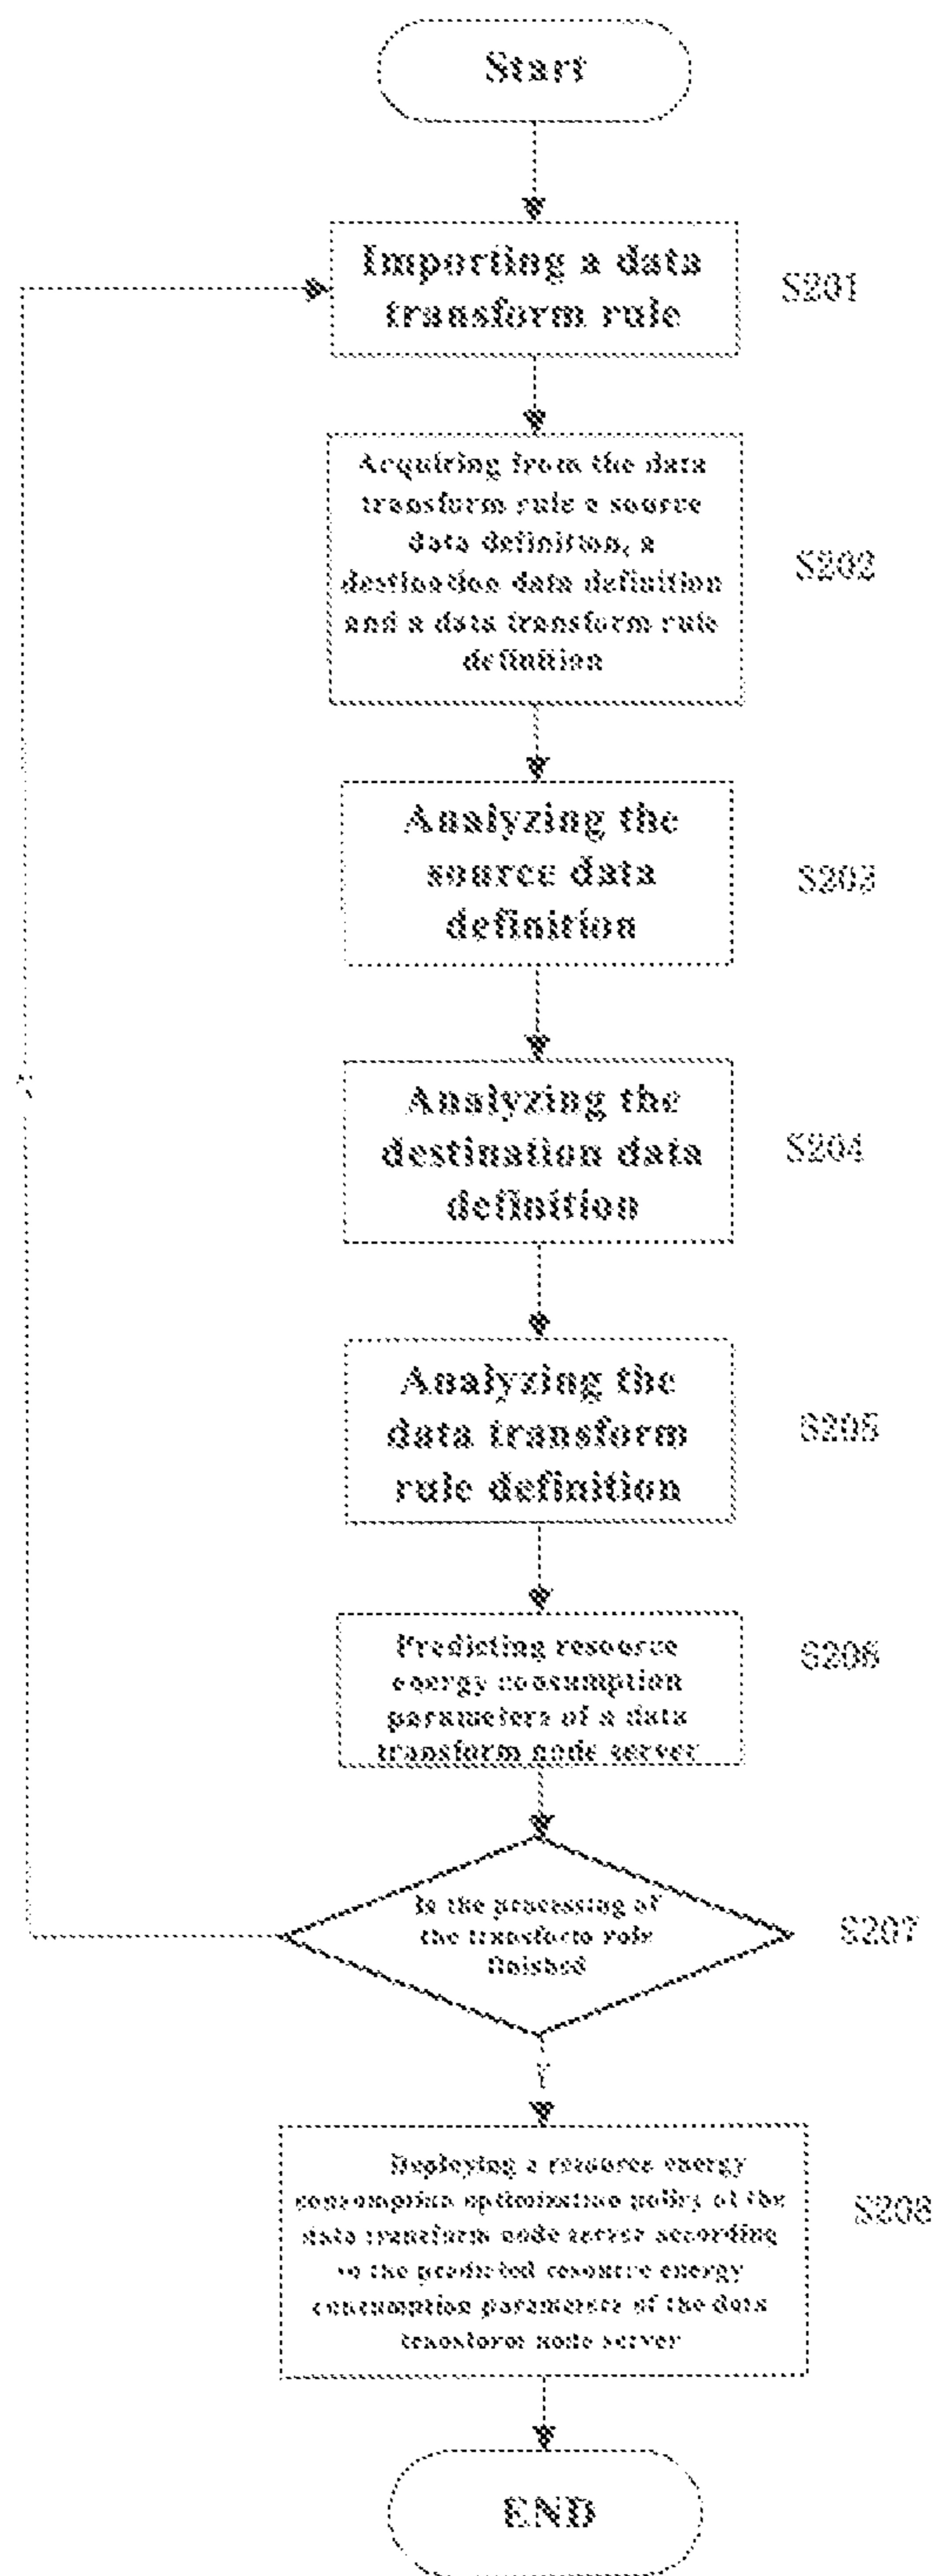 Start
Importing a data
transform rule
S201
Acquiring from the data
transform rule a source
data definition, a
destination data definition
and a data transform rule
definition
S202
Analyzing the
source data
definition
S203
Analyzing the
destination data
definition
S204
Analyzing the
data transform
rule definition
S205
Predicting resource
energy consumption
parameters of a data
transform node server
S206
Is the processing of
the transform rule
finished
S207
Y
Deploying a resource energy
consumption optimization policy of the
data transform node server according
to the predicted resource energy
consumption parameters of the data
transform node server
S208
END